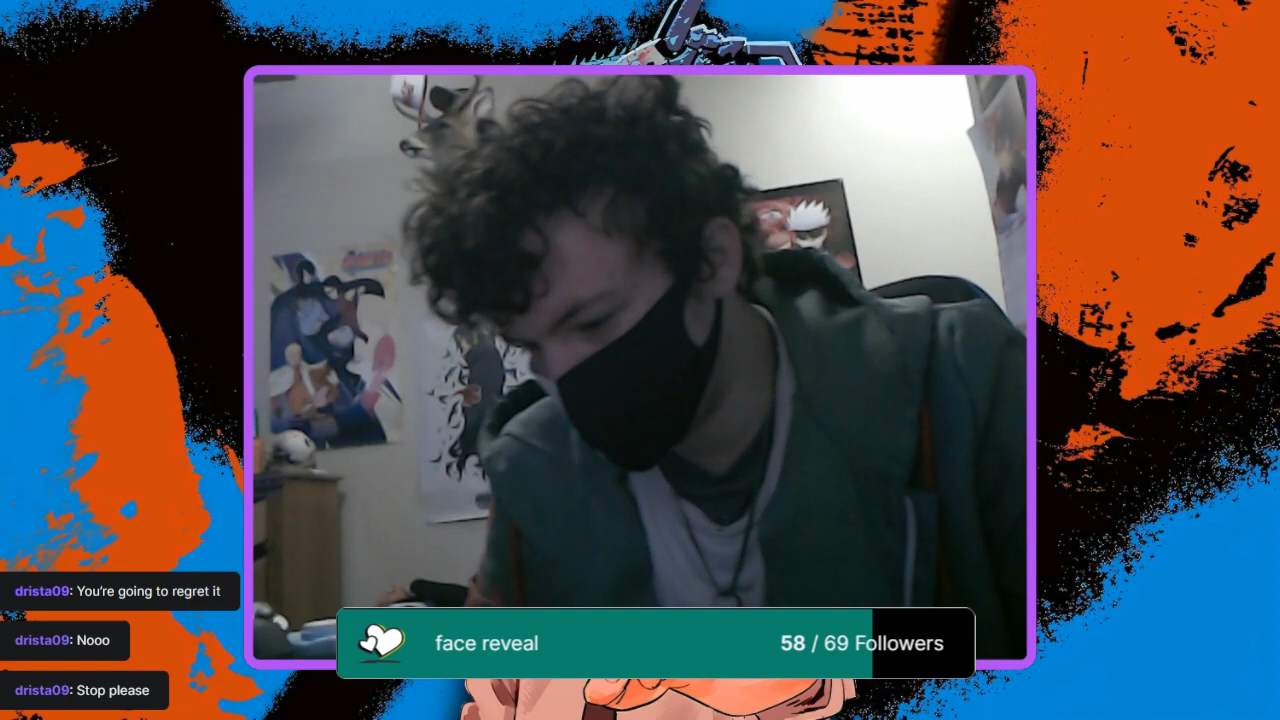 face reveal
58 / 69 Followers
drista09: You're going to regret it
drista09: Nooo
drista09: Stop please